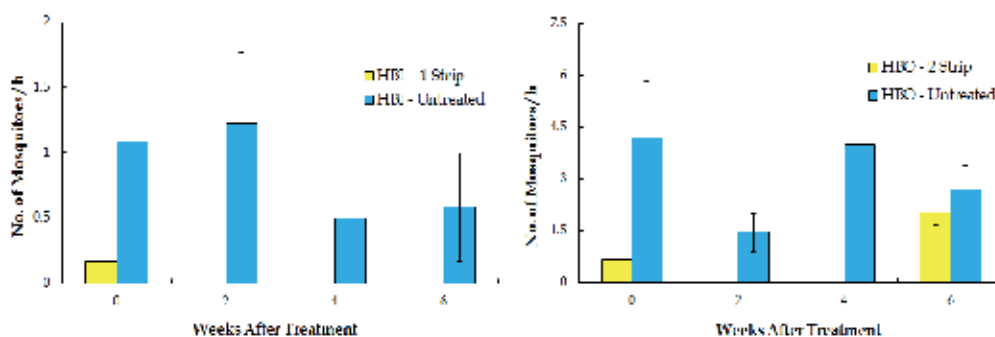 2
1.5
1
0.5
0
No. of Mosquitoes/h
HBI - 1 Strip
HBI - Untreated
0 2 4 6
Weeks After Treatment
7.5
6
4.5
3
1.5
0
No. of Mosquitoes/h
HBO - 2 Strip
HBO - Untreated
0 2 4 6
Weeks After Treatment